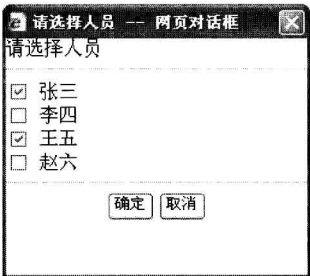 请选择人员 -- 网页对话框
请选择人员
张三
李四
王五
赵六
确定 取消